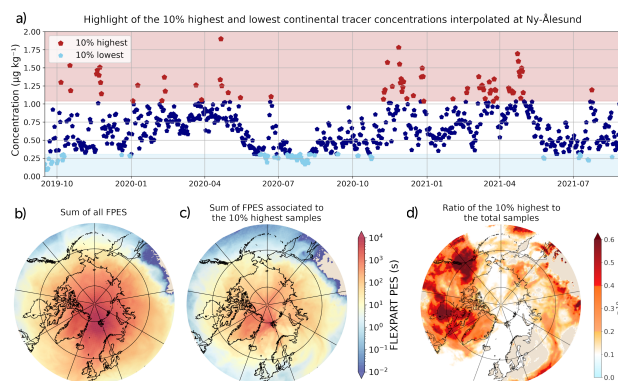 a) Highlight of the 10% highest and lowest continental tracer concentrations interpolated at Ny-Ålesund
Concentration (µg kg⁻¹)
2.00
1.75
1.50
1.25
1.00
0.75
0.50
0.25
0.00
10% highest
10% lowest
2019-10 2020-01 2020-04 2020-07 2020-10 2021-01 2021-04 2021-07
b) Sum of all FPES
c) Sum of FPES associated to
the 10% highest samples
d) Ratio of the 10% highest to
the total samples
10⁴
10³
10²
10¹
10⁰
10⁻¹
10⁻²
FLEXPART PES (s)
0.6
0.5
0.4
0.3
0.2
0.1
0.0